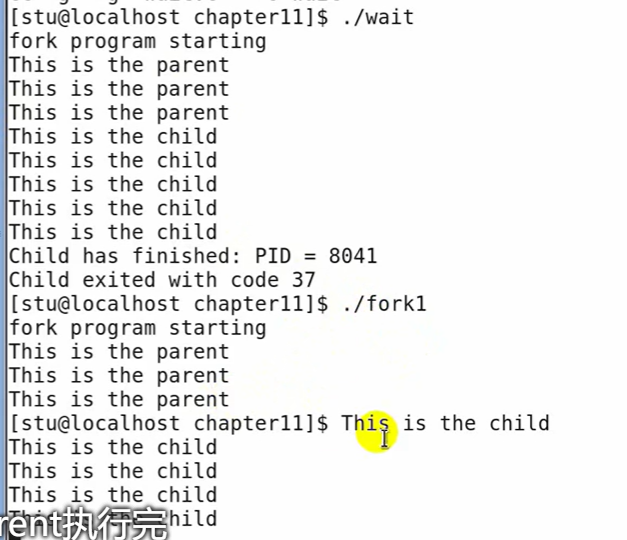 [stu@localhost chapter11]$ ./wait
fork program starting
This is the parent
This is the parent
This is the parent
This is the child
This is the child
This is the child
This is the child
This is the child
Child has finished: PID = 8041
Child exited with code 37
[stu@localhost chapter11]$ ./fork1
fork program starting
This is the parent
This is the parent
This is the parent
[stu@localhost chapter11]$ This is the child
This is the child
This is the child
This is the child
child
rent执行完